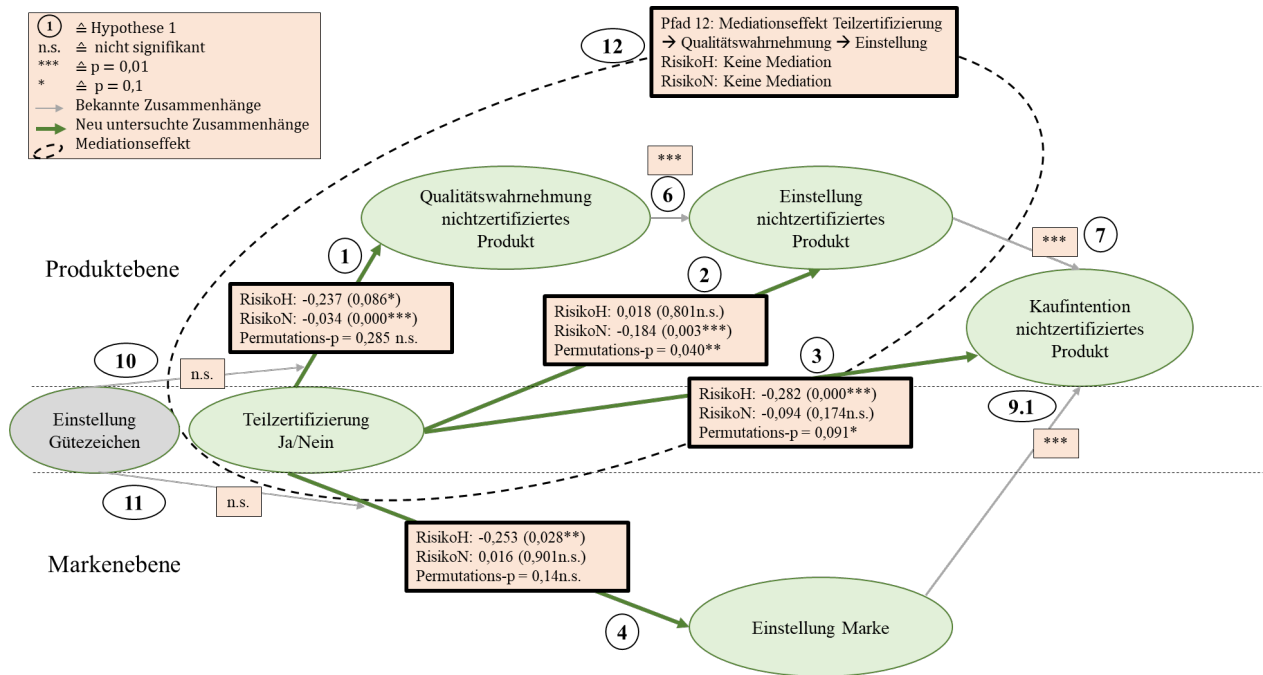 1 ≙ Hypothese 1
n.s. ≙ nicht signifikant
*** ≙ p = 0,01
* ≙ p = 0,1
Bekannte Zusammenhänge
Neu untersuchte Zusammenhänge
Mediationseffekt
12
Pfad 12: Mediationseffekt Teilzertifizierung
→ Qualitätswahrnehmung → Einstellung
RisikoH: Keine Mediation
RisikoN: Keine Mediation
Qualitätswahrnehmung
nichtzertifiziertes
Produkt
***
6
Einstellung
nichtzertifiziertes
Produkt
***
7
Produktebene
1
RisikoH: -0,237 (0,086*)
RisikoN: -0,034 (0,000***)
Permutations-p = 0,285 n.s.
2
RisikoH: 0,018 (0,801n.s.)
RisikoN: -0,184 (0,003***)
Permutations-p = 0,040**
Kaufintention
nichtzertifiziertes
Produkt
3
RisikoH: -0,282 (0,000***)
RisikoN: -0,094 (0,174n.s.)
Permutations-p = 0,091*
10
n.s.
Einstellung
Gütezeichen
Teilzertifizierung
Ja/Nein
9.1
***
11
n.s.
Markenebene
RisikoH: -0,253 (0,028**)
RisikoN: 0,016 (0,901n.s.)
Permutations-p = 0,14n.s.
4
Einstellung Marke